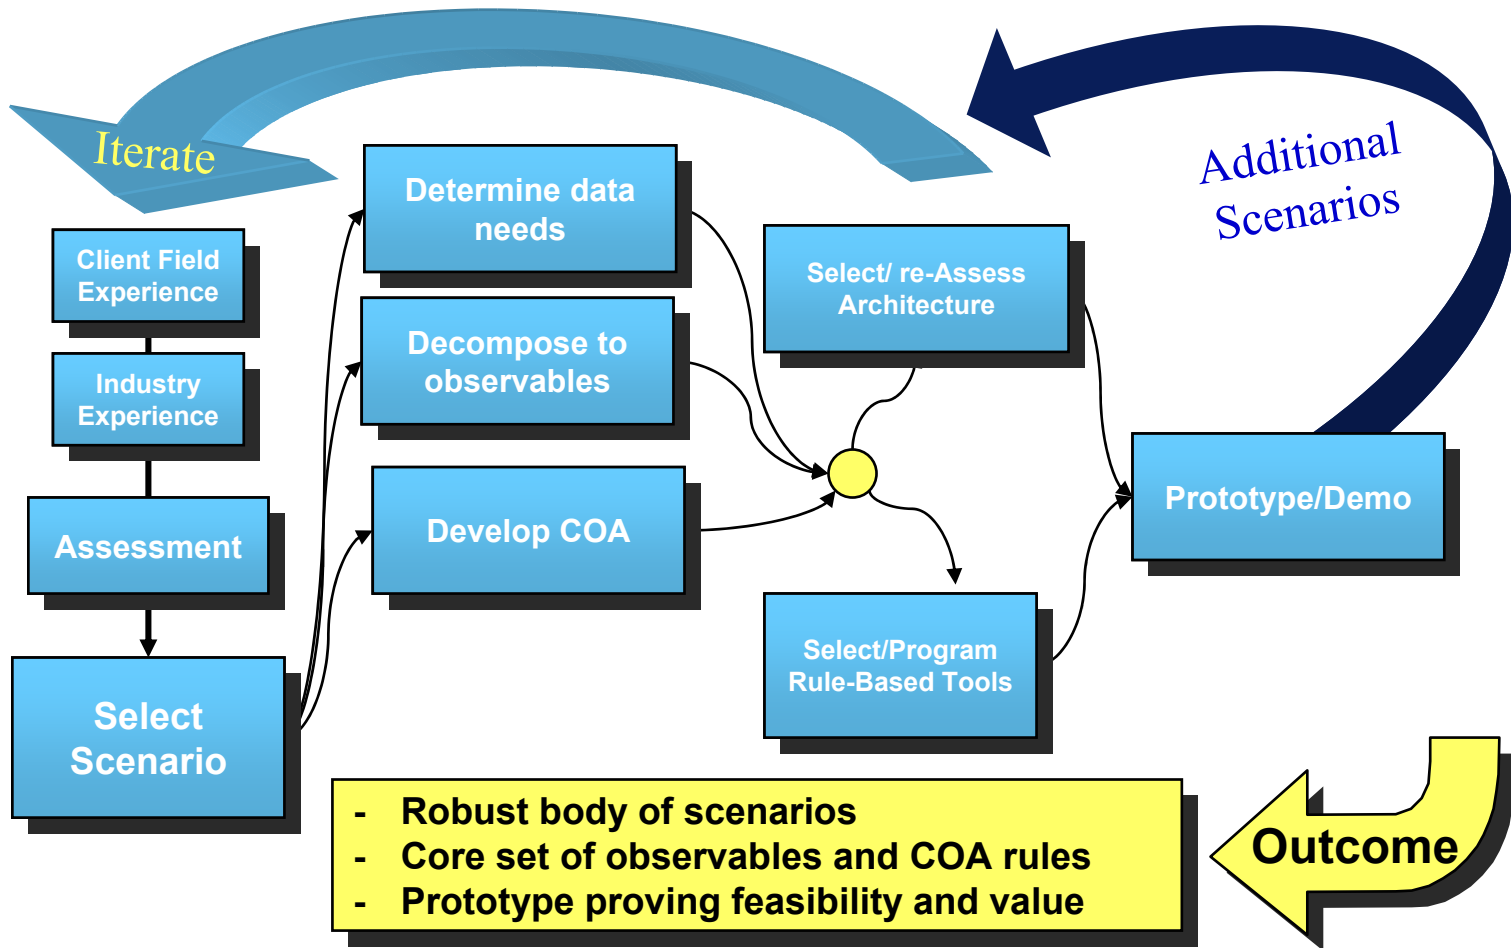 Iterate
Additional
Scenarios
Client Field
Experience
Industry
Experience
Assessment
Select
Scenario
Determine data
needs
Decompose to
observables
Develop COA
Select/ re-Assess
Architecture
Select/Program
Rule-Based Tools
Prototype/Demo
- Robust body of scenarios
- Core set of observables and COA rules
- Prototype proving feasibility and value
Outcome